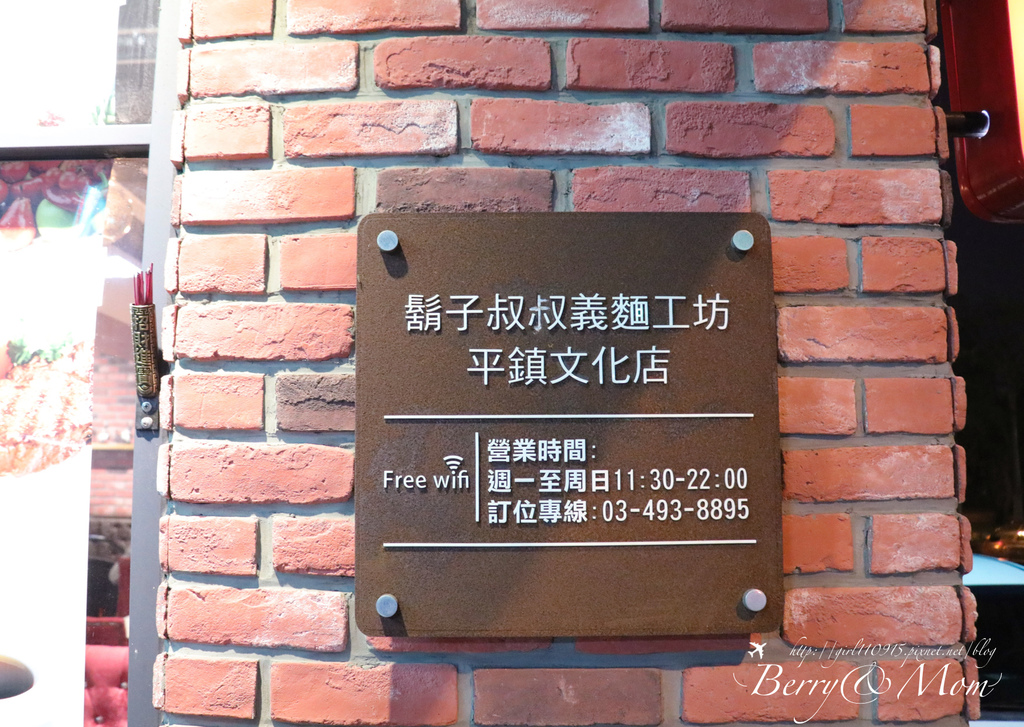 鬍子叔叔義麵工坊
平鎮文化店
Free wifi
營業時間:
週一至周日11:30-22:00
訂位專線:03-493-8895
http://girl110915.pixnet.net/blog
Berry & Mom